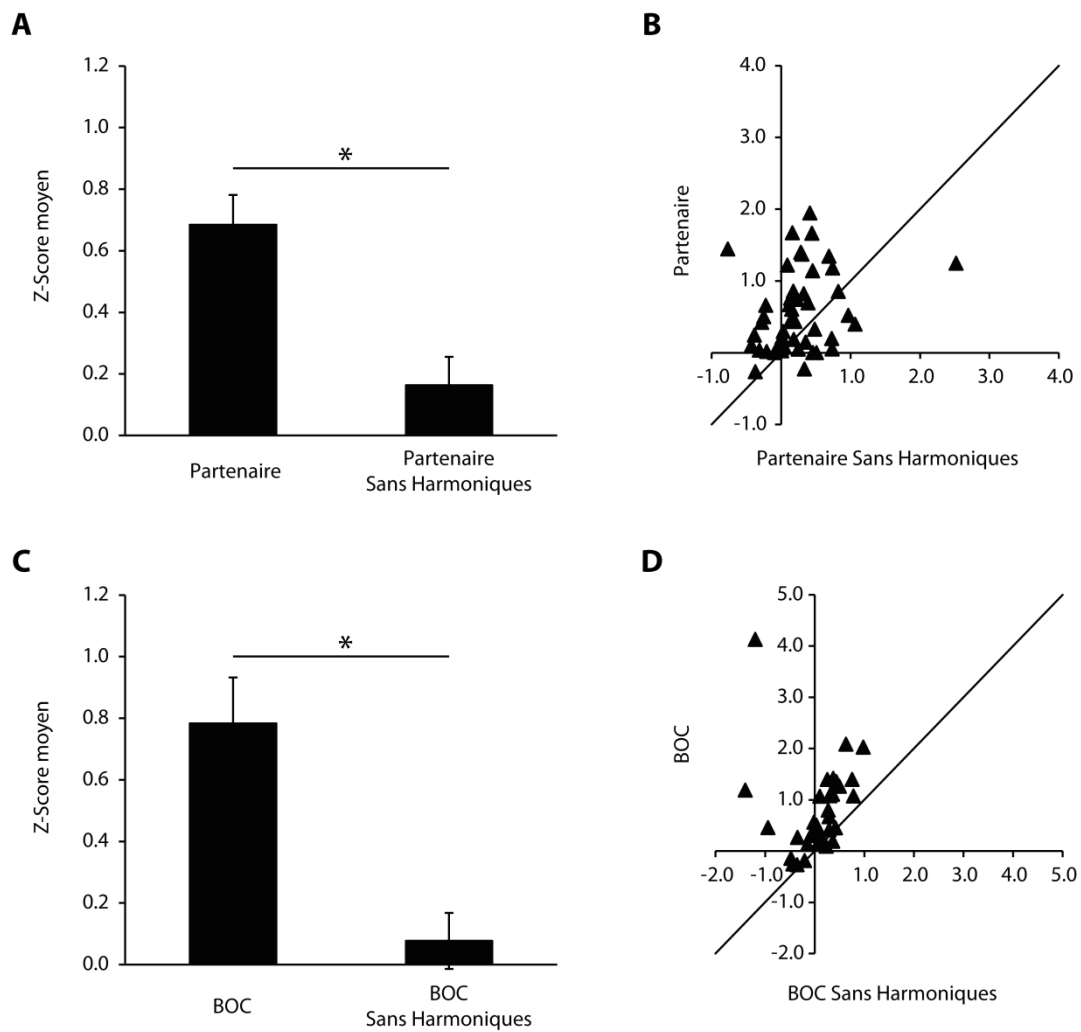 A
1.2
1.0
0.8
0.6
0.4
0.2
0.0
Z-Score moyen
*
Partenaire
Partenaire
Sans Harmoniques
B
4.0
3.0
2.0
1.0
-1.0
Partenaire
-1.0
1.0
2.0
3.0
4.0
Partenaire Sans Harmoniques
C
1.2
1.0
0.8
0.6
0.4
0.2
0.0
Z-Score moyen
*
BOC
BOC
Sans Harmoniques
D
5.0
4.0
3.0
2.0
1.0
-1.0
-2.0
BOC
-2.0
-1.0
0.0
1.0
2.0
3.0
4.0
5.0
BOC Sans Harmoniques